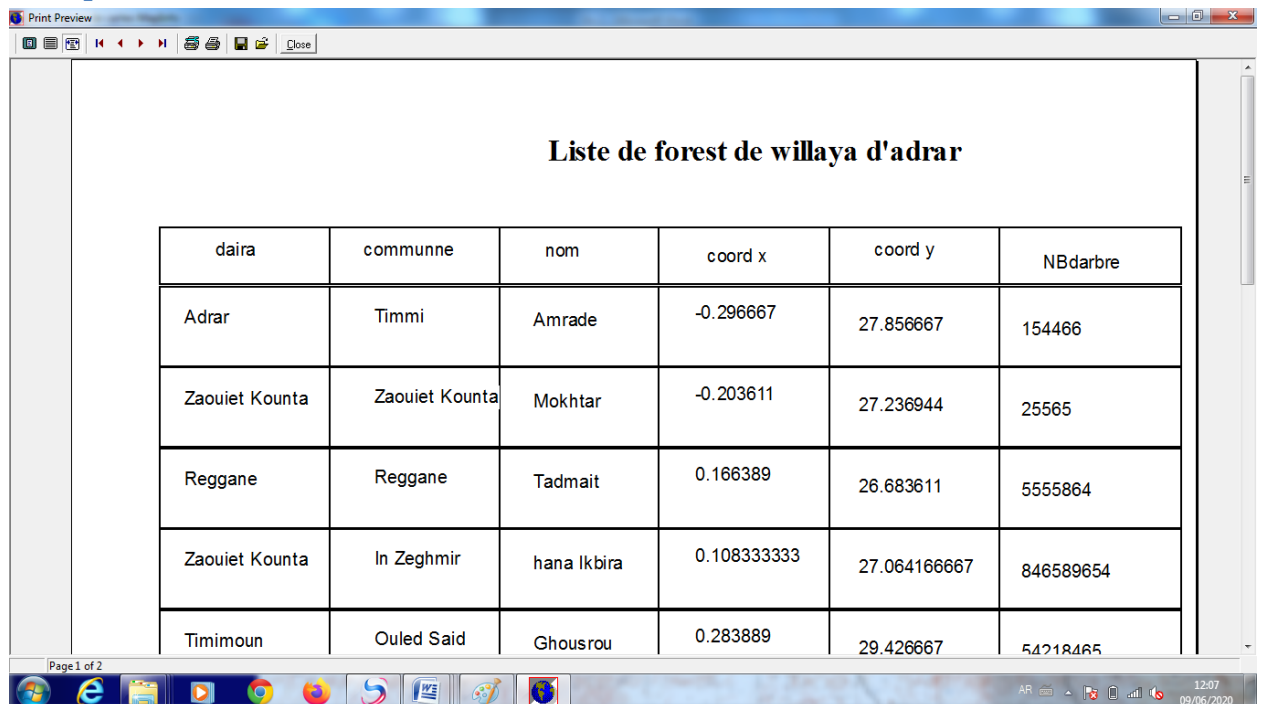 Print Preview
Close
Liste de forest de willaya d'adrar
daira communne nom coord x coord y NBdarbre
Adrar Timmi Amrade -0.296667 27.856667 154466
Zaouiet Kounta Zaouiet Kounta Mokhtar -0.203611 27.236944 25565
Reggane Reggane Tadmait 0.166389 26.683611 5555864
Zaouiet Kounta In Zeghmir hana Ikbira 0.108333333 27.064166667 846589654
Timimoun Ouled Said Ghousrou 0.283889 29.426667 54218465
Page 1 of 2
AR 12:07
09/06/2020